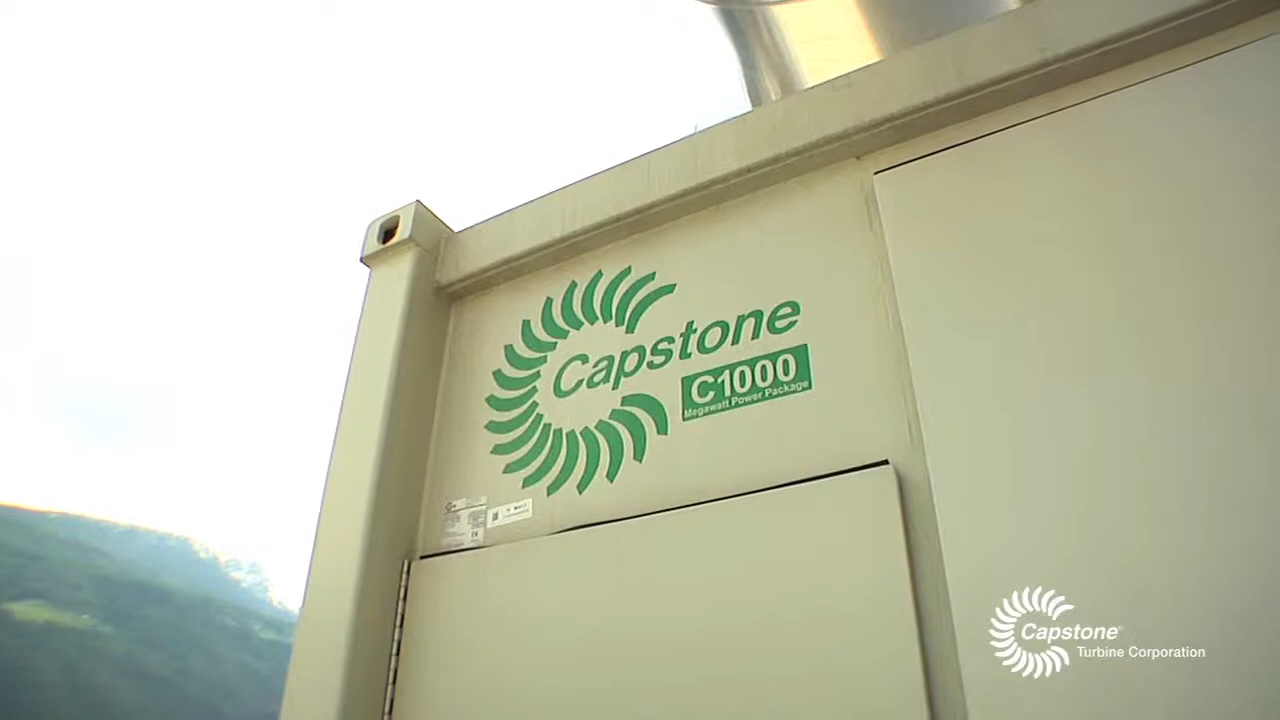 Capstone
C1000
Megawatt Power Package
Capstone
Turbine Corporation